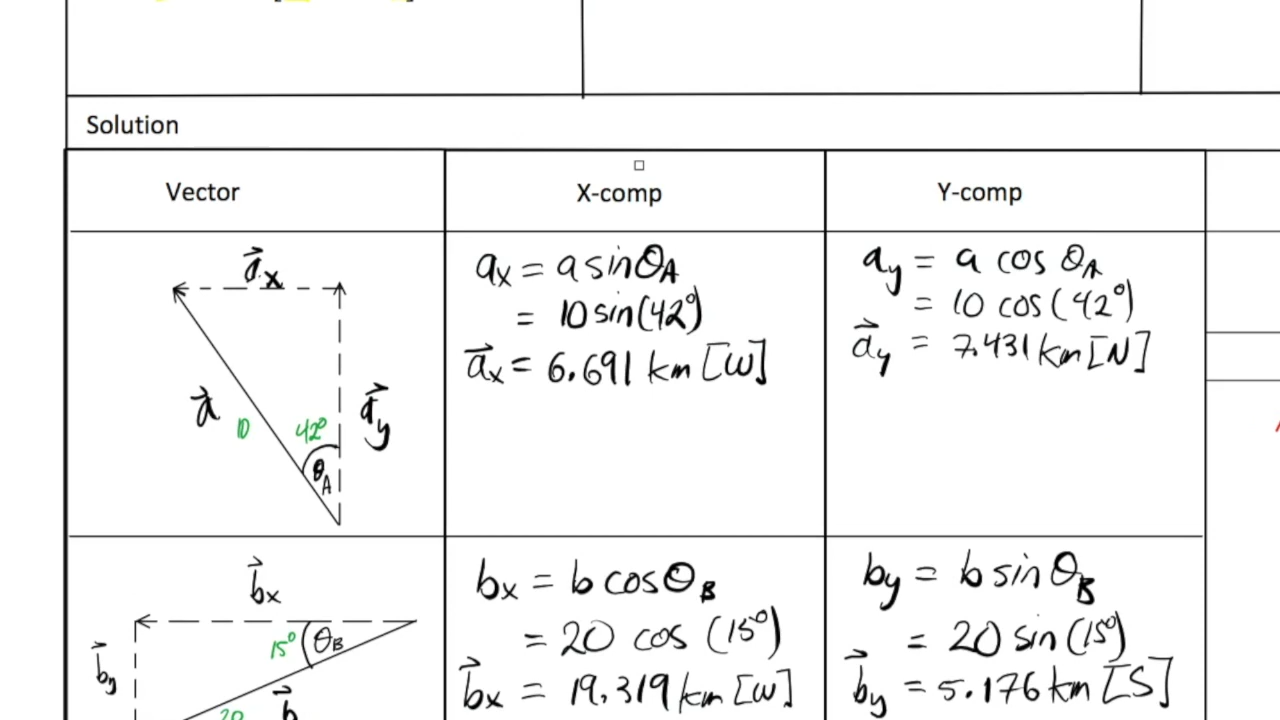 Solution
Vector
X-comp
Y-comp
a⃗x
a⃗
10
42°
θA
a⃗y
ax = a sinθA
= 10 sin(42°)
a⃗x = 6.691 km [W]
ay = a cos θA
= 10 cos(42°)
a⃗y = 7.431 km [N]
b⃗x
15°
θB
b⃗y
20
b⃗
bx = b cosθB
= 20 cos (15°)
b⃗x = 19.319 km [W]
by = b sinθB
= 20 sin(15°)
b⃗y = 5.176 km [S]